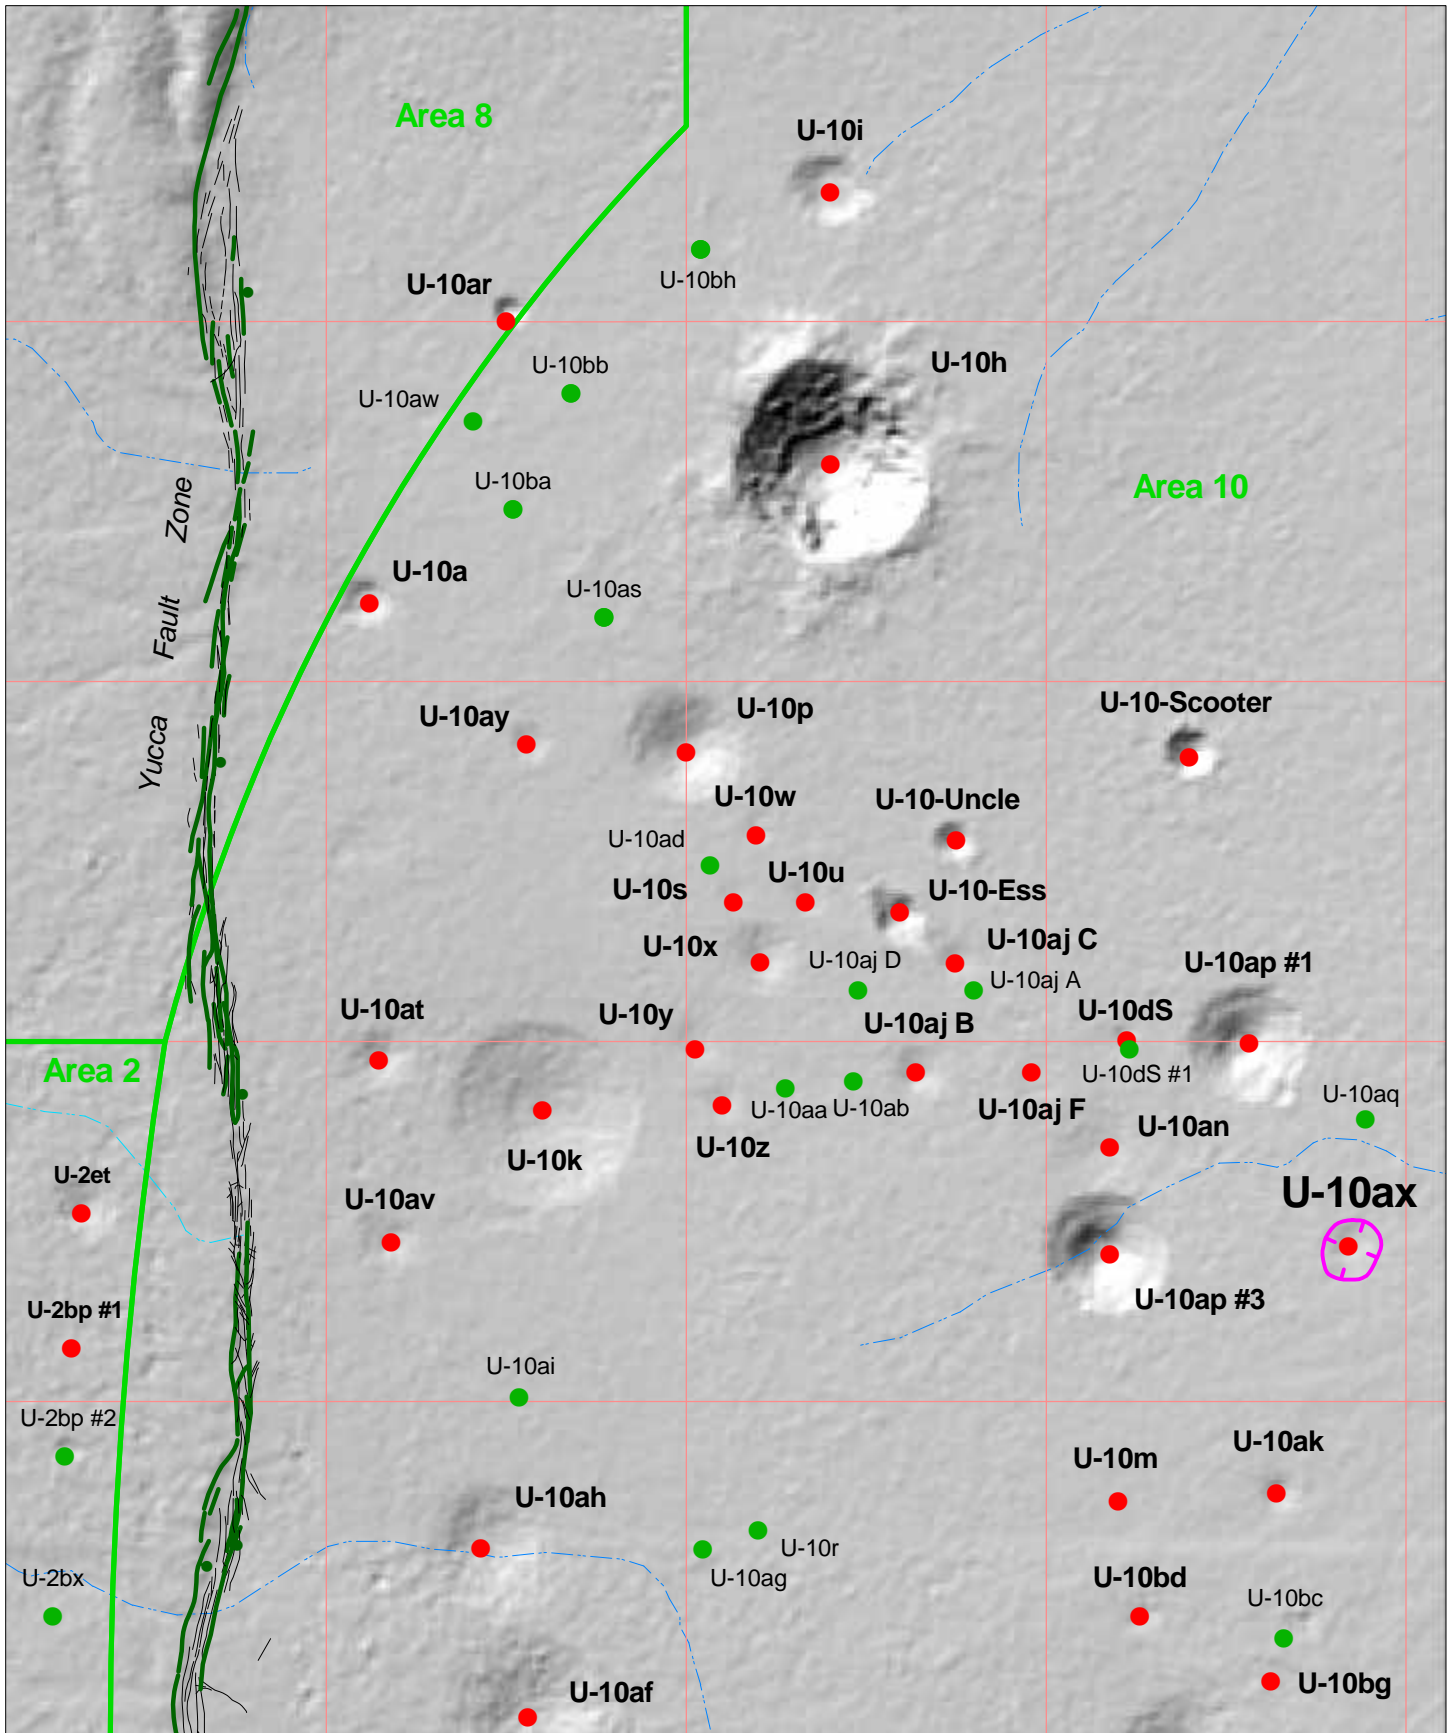 Area 8
U-10i
U-10bh
U-10ar
U-10bb
U-10h
U-10aw
U-10ba
Area 10
Zone
U-10a
U-10as
Fault
U-10ay
U-10p
U-10-Scooter
Yucca
U-10w
U-10-Uncle
U-10ad
U-10u
U-10s
U-10-Ess
U-10x
U-10aj D
U-10aj C
U-10aj A
U-10ap #1
U-10at
U-10y
U-10aj B
U-10dS
Area 2
U-10dS #1
U-10aq
U-10aa
U-10ab
U-10aj F
U-10an
U-10z
U-10k
U-2et
U-10av
U-10ax
U-2bp #1
U-10ap #3
U-10ai
U-2bp #2
U-10m
U-10ak
U-10ah
U-10r
U-10ag
U-2bx
U-10bd
U-10bc
U-10af
U-10bg